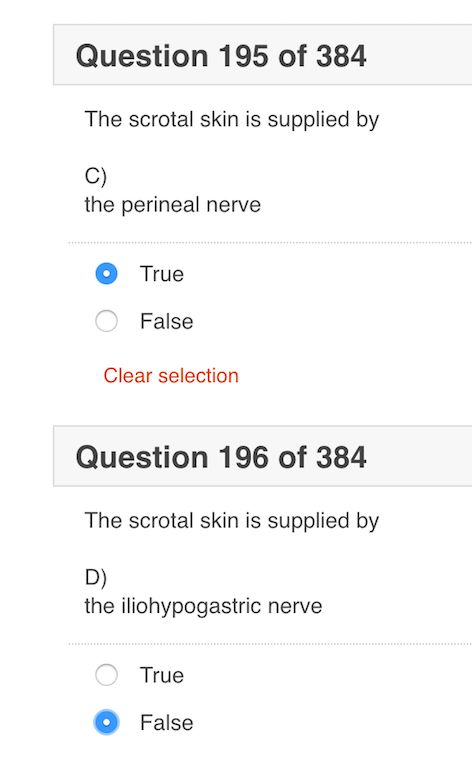 Question 195 of 384
The scrotal skin is supplied by
C)
the perineal nerve
True
False
Clear selection
Question 196 of 384
The scrotal skin is supplied by
D)
the iliohypogastric nerve
True
False